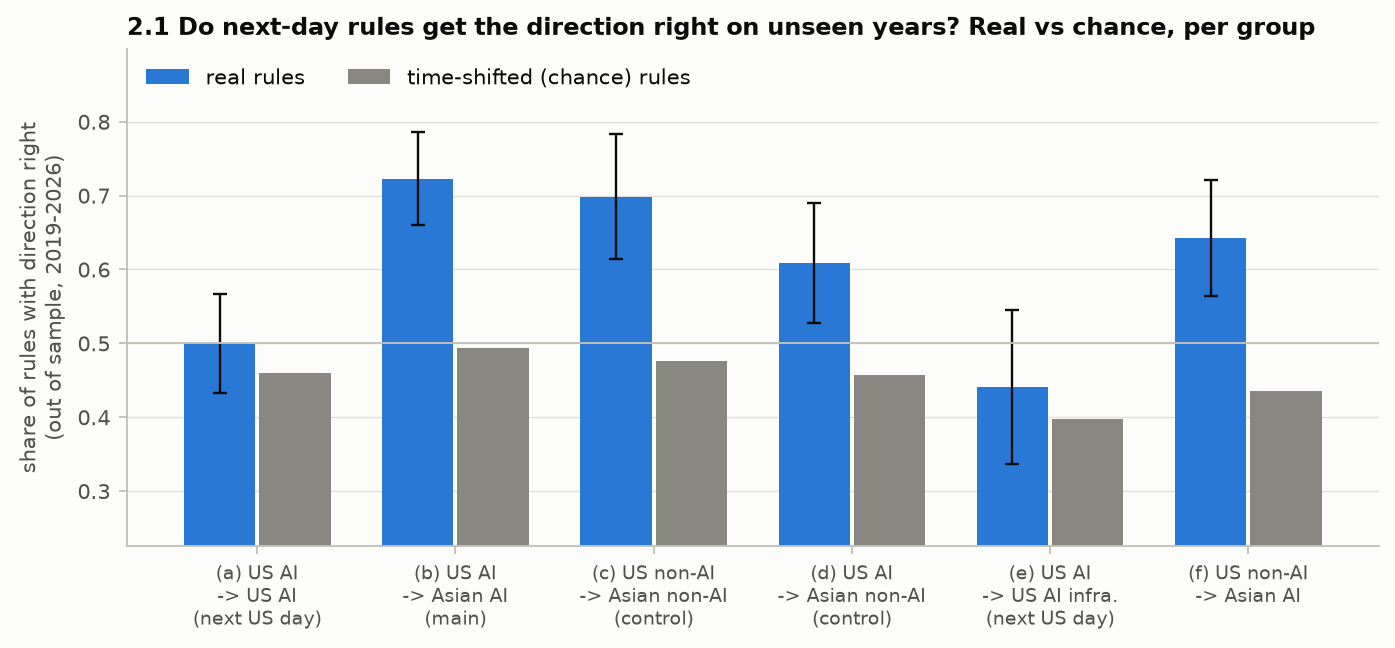 2.1 Do next-day rules get the direction right on unseen years? Real vs chance, per group
real rules
time-shifted (chance) rules
share of rules with direction right
(out of sample, 2019-2026)
0.8
0.7
0.6
0.5
0.4
0.3
(a) US AI
-> US AI
(next US day)
(b) US AI
-> Asian AI
(main)
(c) US non-AI
-> Asian non-AI
(control)
(d) US AI
-> Asian non-AI
(control)
(e) US AI
-> US AI infra.
(next US day)
(f) US non-AI
-> Asian AI